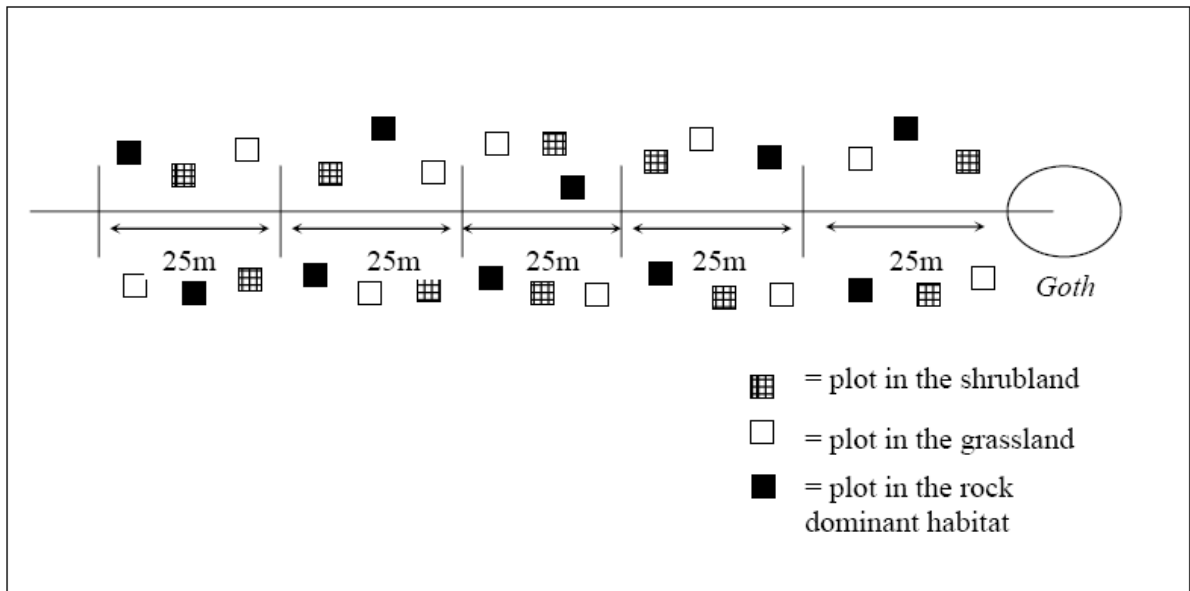 25m 25m 25m 25m 25m
Goth
= plot in the shrubland
= plot in the grassland
= plot in the rock
dominant habitat